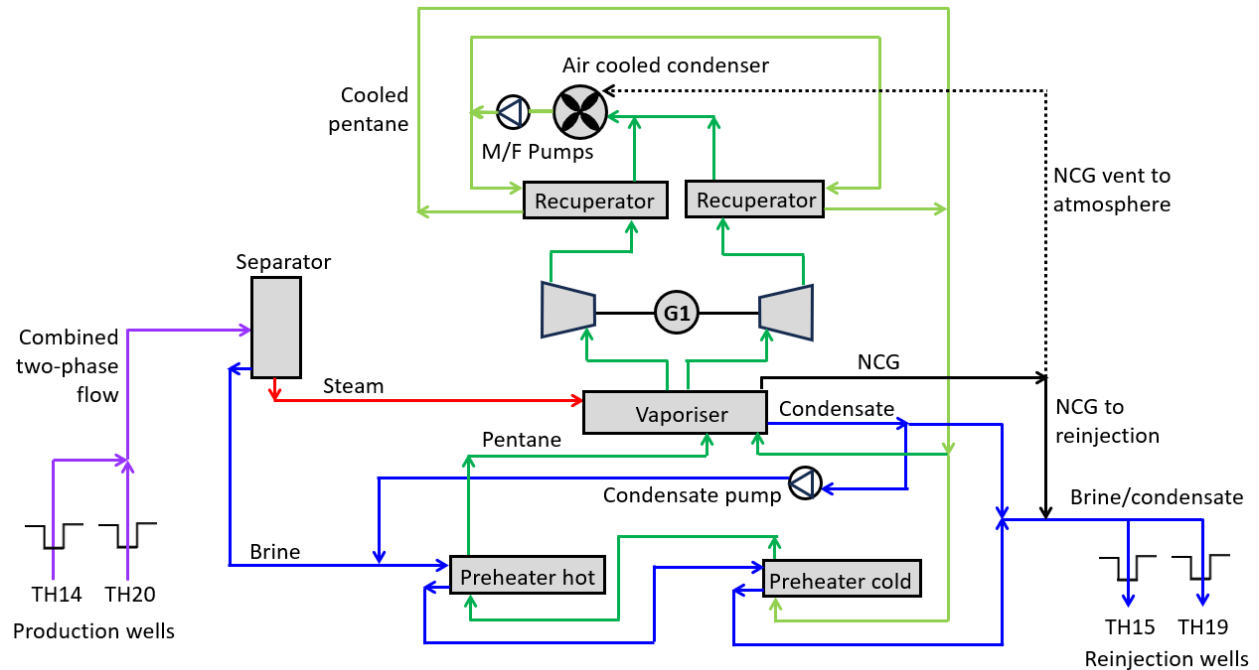 Air cooled condenser
Cooled
pentane
M/F Pumps
NCG vent to
atmosphere
Recuperator
Recuperator
Separator
G1
Combined
two-phase
flow
Steam
NCG
Vaporiser
Condensate
NCG to
reinjection
Pentane
Condensate pump
Brine/condensate
Brine
Preheater hot
Preheater cold
TH14
TH20
Production wells
TH15
TH19
Reinjection wells